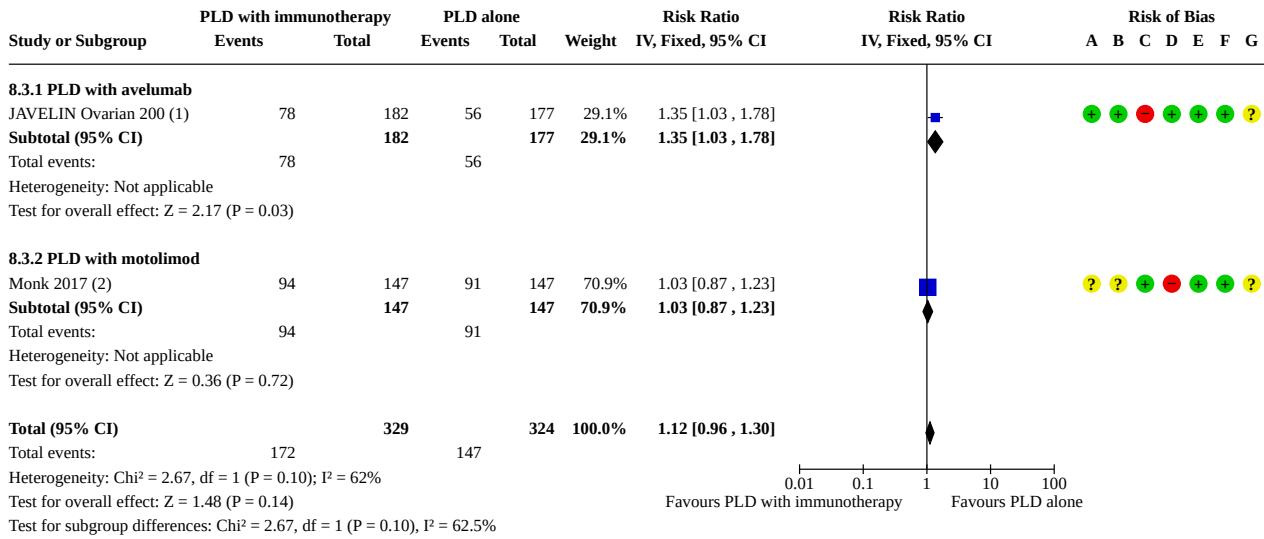 PLD with immunotherapy PLD alone Risk Ratio Risk Ratio Risk of Bias
Study or Subgroup Events Total Events Total Weight IV, Fixed, 95% CI IV, Fixed, 95% CI A B C D E F G
8.3.1 PLD with avelumab
JAVELIN Ovarian 200 (1) 78 182 56 177 29.1% 1.35 [1.03 , 1.78] + + − + + + ?
Subtotal (95% CI) 182 177 29.1% 1.35 [1.03 , 1.78]
Total events: 78 56
Heterogeneity: Not applicable
Test for overall effect: Z = 2.17 (P = 0.03)
8.3.2 PLD with motolimod
Monk 2017 (2) 94 147 91 147 70.9% 1.03 [0.87 , 1.23] ? ? + − + + ?
Subtotal (95% CI) 147 147 70.9% 1.03 [0.87 , 1.23]
Total events: 94 91
Heterogeneity: Not applicable
Test for overall effect: Z = 0.36 (P = 0.72)
Total (95% CI) 329 324 100.0% 1.12 [0.96 , 1.30]
Total events: 172 147
Heterogeneity: Chi² = 2.67, df = 1 (P = 0.10); I² = 62%
0.01 0.1 1 10 100
Test for overall effect: Z = 1.48 (P = 0.14)
Favours PLD with immunotherapy Favours PLD alone
Test for subgroup differences: Chi² = 2.67, df = 1 (P = 0.10), I² = 62.5%